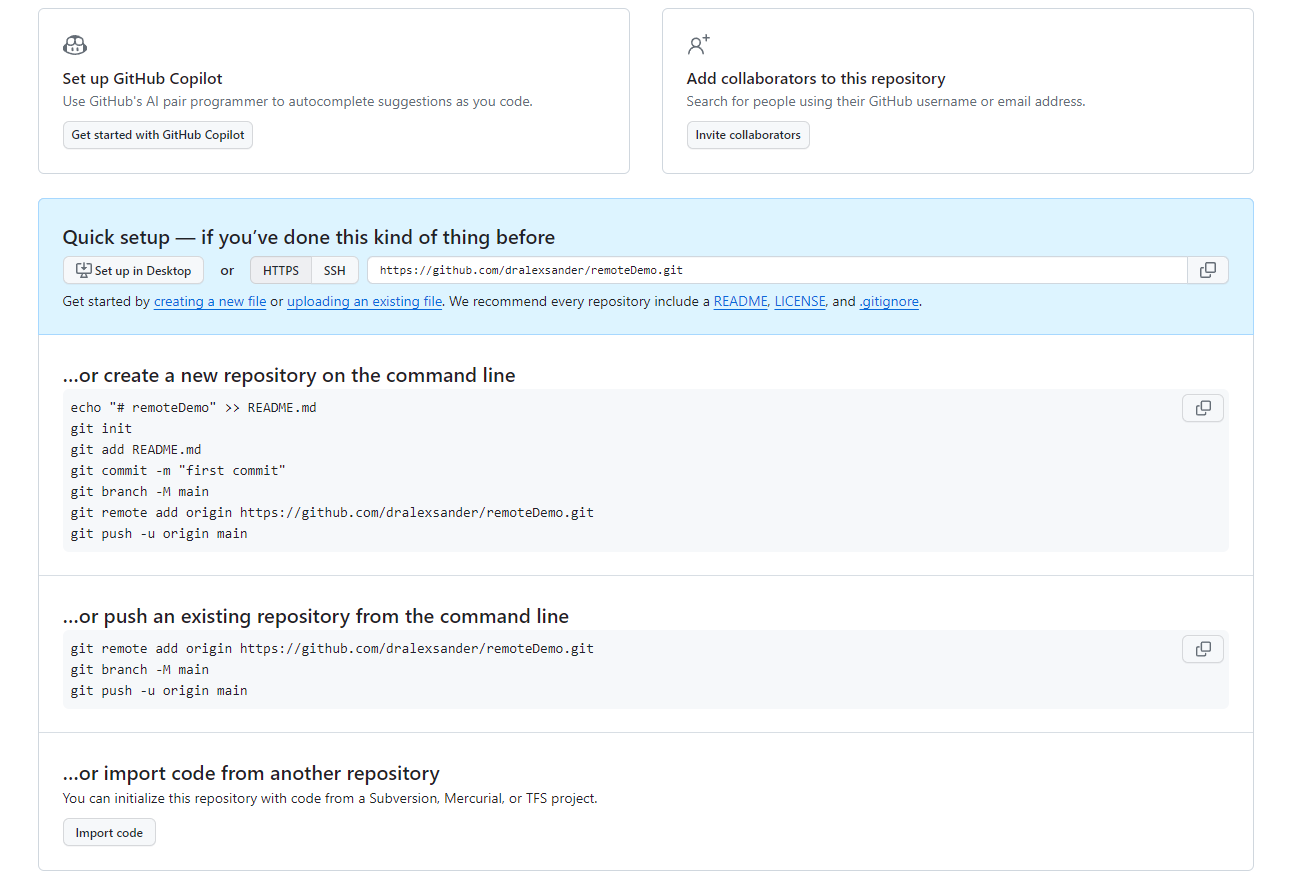 Set up GitHub Copilot
Use GitHub's AI pair programmer to autocomplete suggestions as you code.
Get started with GitHub Copilot
Add collaborators to this repository
Search for people using their GitHub username or email address.
Invite collaborators
Quick setup — if you’ve done this kind of thing before
Set up in Desktop or HTTPS SSH https://github.com/dralexsander/remoteDemo.git
Get started by creating a new file or uploading an existing file. We recommend every repository include a README, LICENSE, and .gitignore.
…or create a new repository on the command line
echo "# remoteDemo" >> README.md
git init
git add README.md
git commit -m "first commit"
git branch -M main
git remote add origin https://github.com/dralexsander/remoteDemo.git
git push -u origin main
…or push an existing repository from the command line
git remote add origin https://github.com/dralexsander/remoteDemo.git
git branch -M main
git push -u origin main
…or import code from another repository
You can initialize this repository with code from a Subversion, Mercurial, or TFS project.
Import code